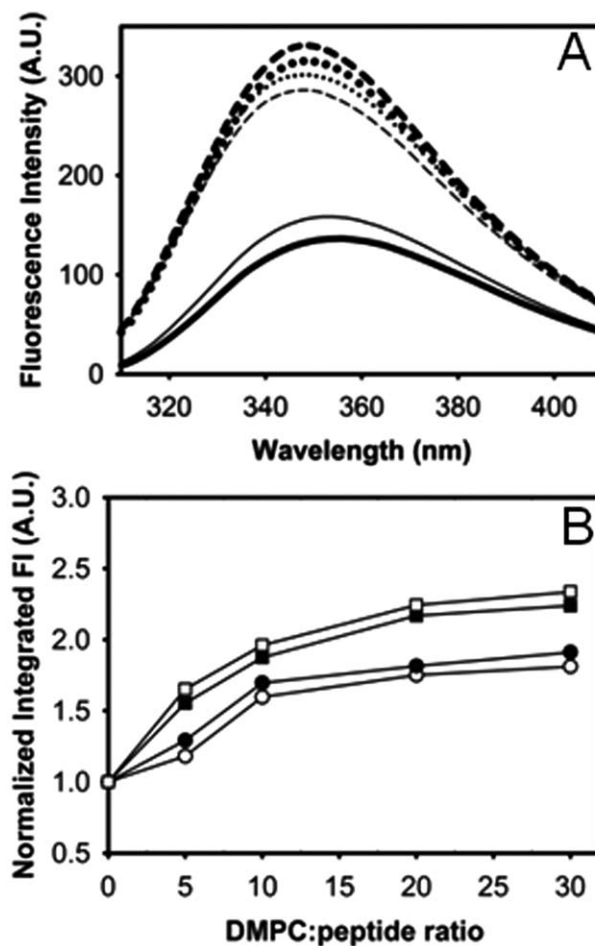 A
Fluorescence Intensity (A.U.)
300
200
100
0
320 340 360 380 400
Wavelength (nm)
B
Normalized Integrated FI (A.U.)
3.0
2.5
2.0
1.5
1.0
0.5
0 5 10 15 20 25 30
DMPC:peptide ratio